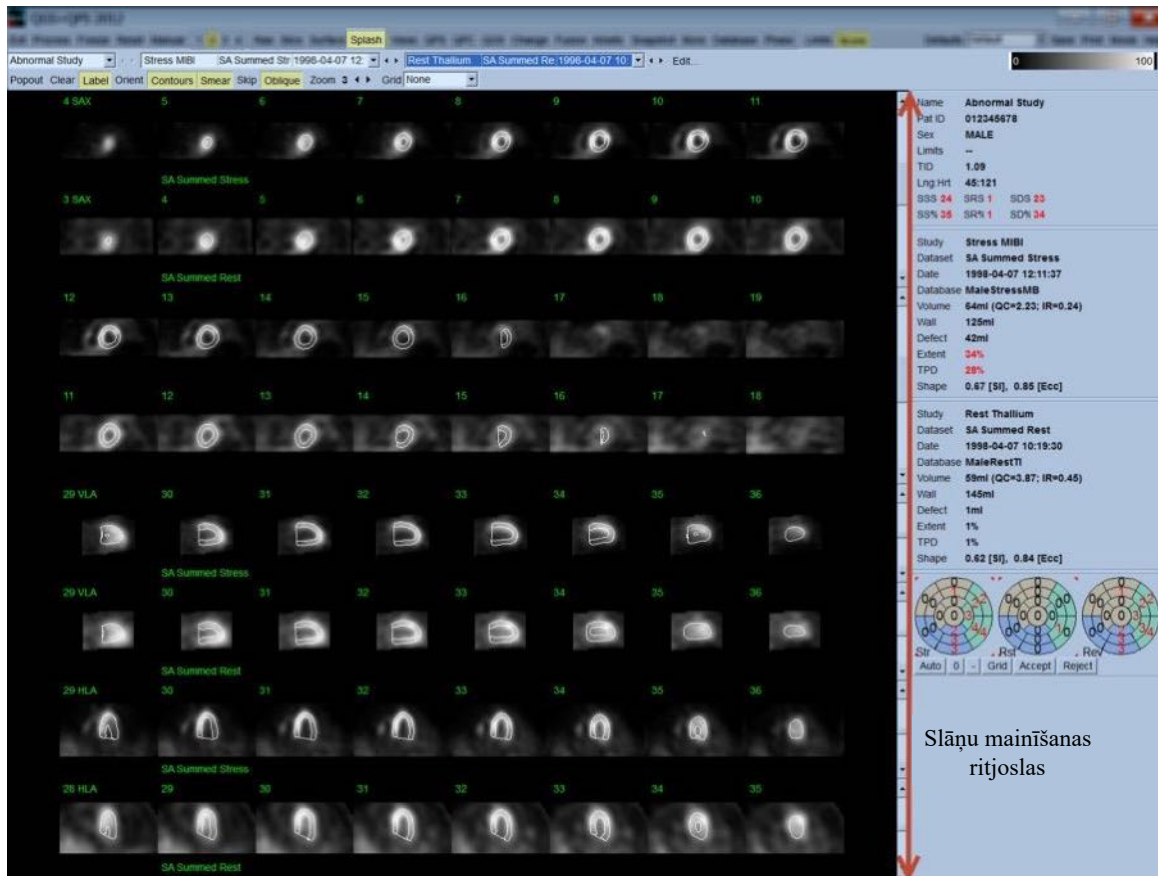 QGS+QPS 2012
Splash
Abnormal Study Stress MIBI SA Summed Str 1998-04-07 12: Rest Thallium SA Summed Re 1998-04-07 10: Edit...
0 100
Popout Clear Label Orient Contours Smear Skip Oblique Zoom 3 Grid None
4 SAX 5 6 7 8 9 10 11
SA Summed Stress
3 SAX 4 5 6 7 8 9 10
SA Summed Rest
12 13 14 15 16 17 18 19
11 12 13 14 15 16 17 18
29 VLA 30 31 32 33 34 35 36
SA Summed Stress
29 VLA 30 31 32 33 34 35 36
SA Summed Rest
29 HLA 30 31 32 33 34 35 36
SA Summed Stress
28 HLA 29 30 31 32 33 34 35
SA Summed Rest
Name Abnormal Study
Pat ID 012345678
Sex MALE
Limits --
TID 1.09
Lng:Hrt 45:121
SSS 24 SRS 1 SDS 23
SS% 35 SR% 1 SD% 34
Study Stress MIBI
Dataset SA Summed Stress
Date 1998-04-07 12:11:37
Database MaleStressMB
Volume 64ml (QC=2.23; IR=0.24)
Wall 125ml
Defect 42ml
Extent 34%
TPD 28%
Shape 0.67 [SI], 0.85 [Ecc]
Study Rest Thallium
Dataset SA Summed Rest
Date 1998-04-07 10:19:30
Database MaleRestTl
Volume 59ml (QC=3.87; IR=0.45)
Wall 145ml
Defect 1ml
Extent 1%
TPD 1%
Shape 0.62 [SI], 0.84 [Ecc]
Str Rst Rev
Auto 0 - Grid Accept Reject
Slāņu mainīšanas
ritjoslas